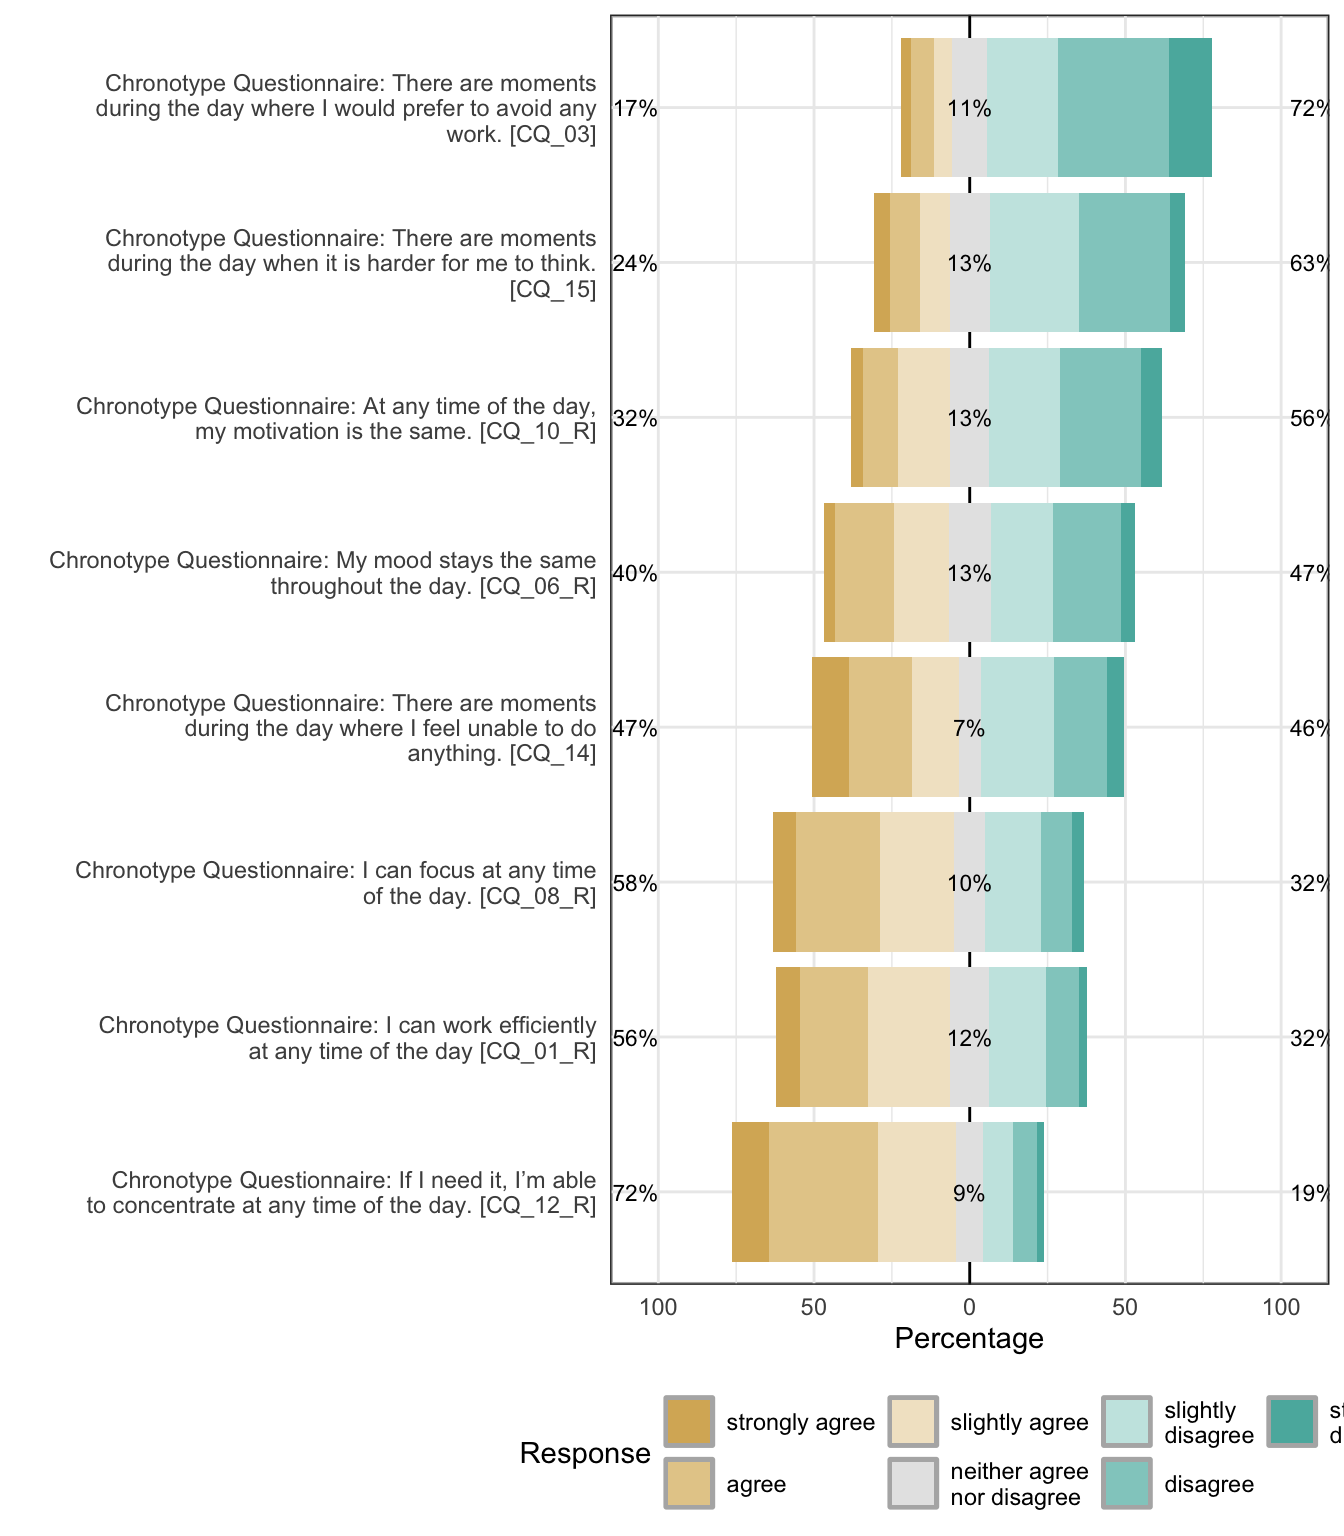 Chronotype Questionnaire: There are moments
during the day where I would prefer to avoid any
work. [CQ_03]
17%
11%
72%
Chronotype Questionnaire: There are moments
during the day when it is harder for me to think.
[CQ_15]
24%
13%
63%
Chronotype Questionnaire: At any time of the day,
my motivation is the same. [CQ_10_R]
32%
13%
56%
Chronotype Questionnaire: My mood stays the same
throughout the day. [CQ_06_R]
40%
13%
47%
Chronotype Questionnaire: There are moments
during the day where I feel unable to do
anything. [CQ_14]
47%
7%
46%
Chronotype Questionnaire: I can focus at any time
of the day. [CQ_08_R]
58%
10%
32%
Chronotype Questionnaire: I can work efficiently
at any time of the day [CQ_01_R]
56%
12%
32%
Chronotype Questionnaire: If I need it, I’m able
to concentrate at any time of the day. [CQ_12_R]
72%
9%
19%
100 50 0 50 100
Percentage
Response
strongly agree
agree
slightly agree
neither agree
nor disagree
slightly
disagree
disagree